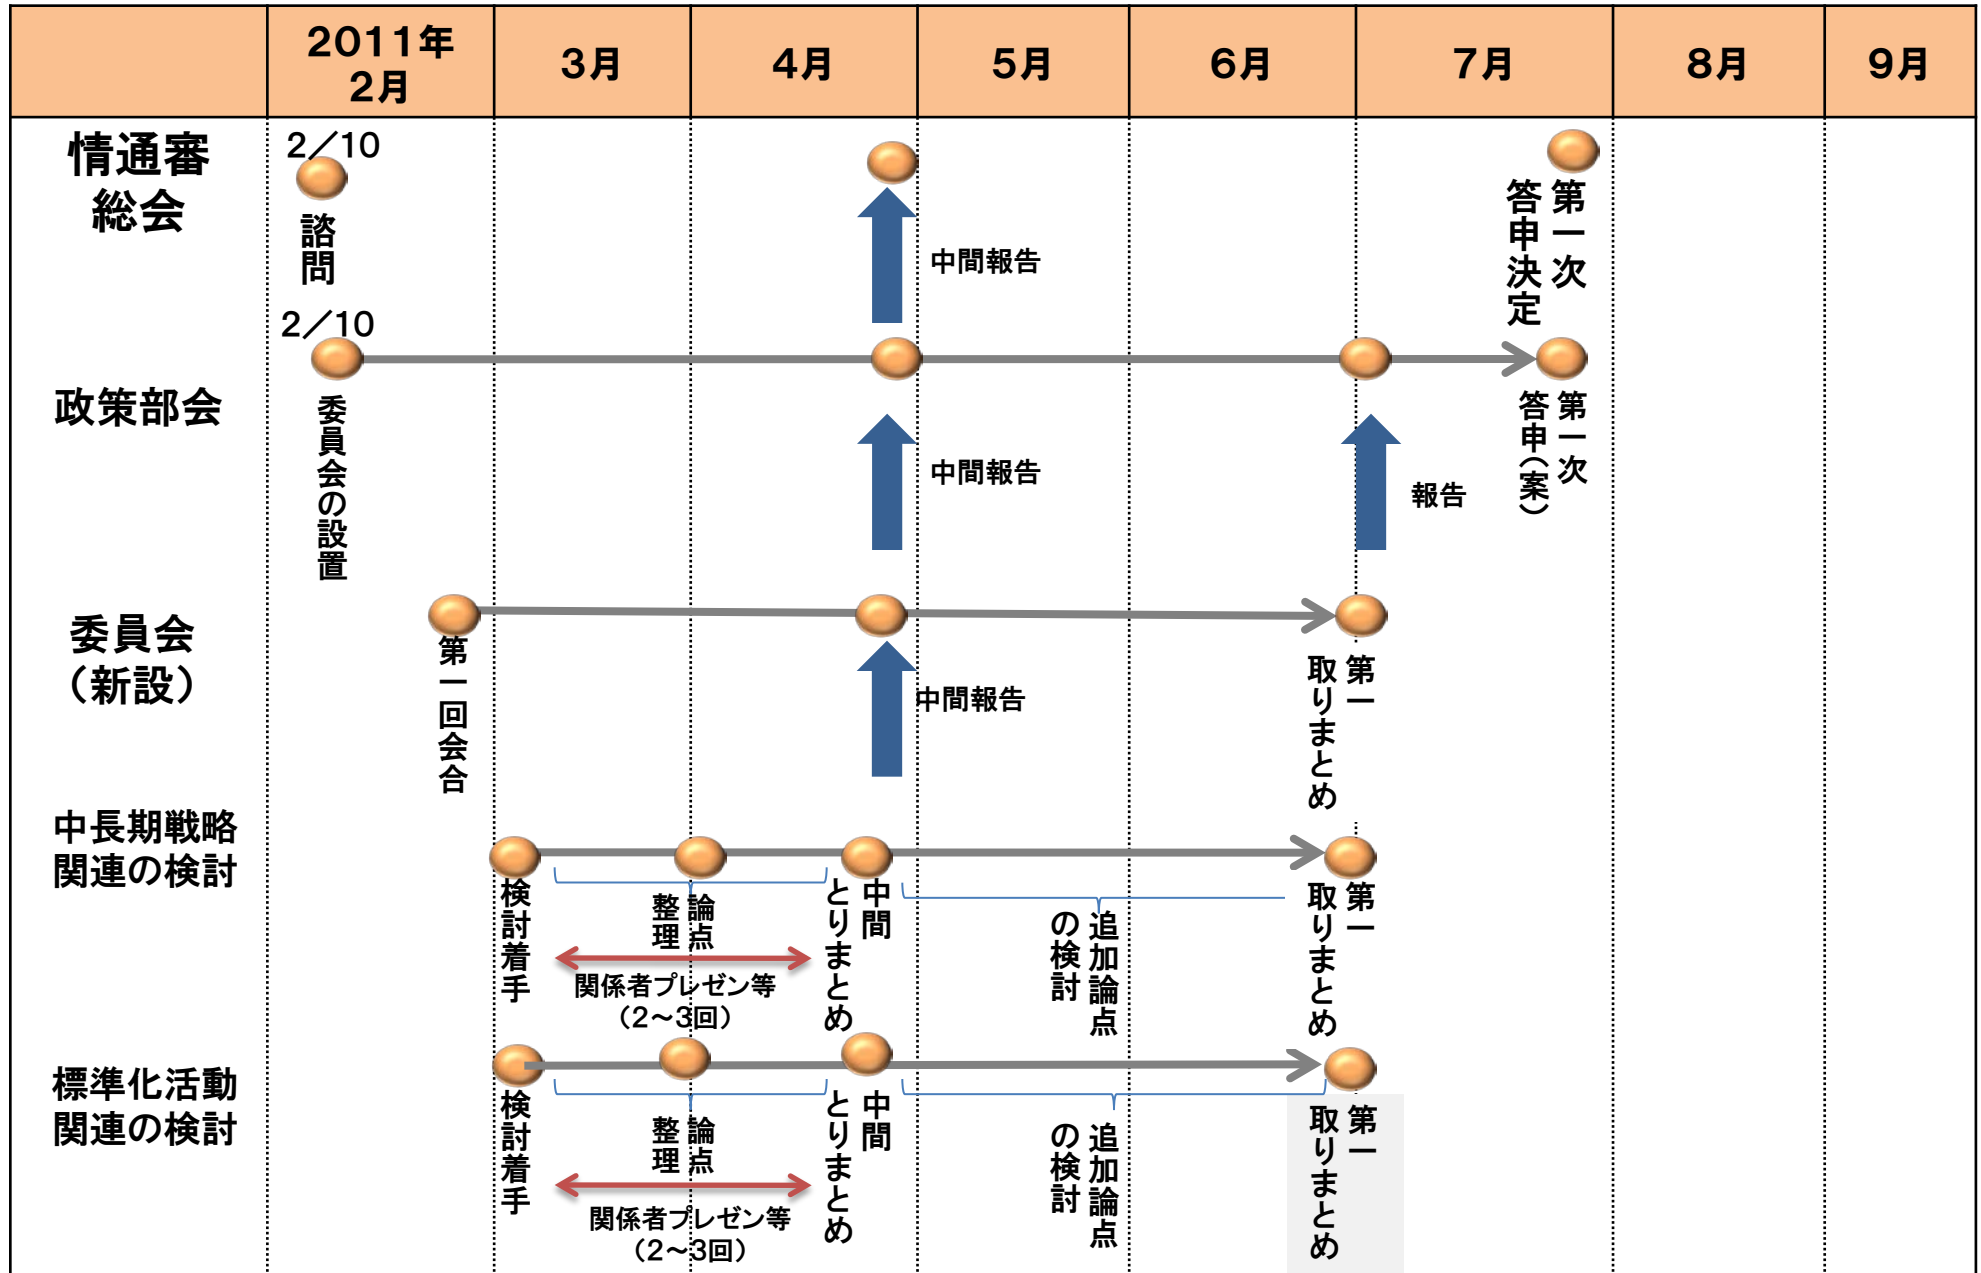 2011年
2月
3月
4月
5月
6月
7月
8月
9月
情通審
総会
2／10
諮問
中間報告
第一次
答申決定
政策部会
2／10
委員会の設置
中間報告
報告
第一次
答申（案）
委員会
（新設）
第一回会合
中間報告
第一
取りまとめ
中長期戦略
関連の検討
検討着手
論点
整理
関係者プレゼン等
（2～3回）
中間
とりまとめ
追加論点
の検討
第一
取りまとめ
標準化活動
関連の検討
検討着手
論点
整理
関係者プレゼン等
（2～3回）
中間
とりまとめ
追加論点
の検討
第一
取りまとめ